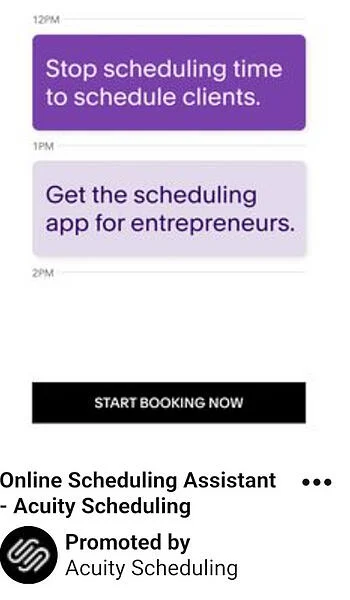 12PM
Stop scheduling time
to schedule clients.
1PM
Get the scheduling
app for entrepreneurs.
2PM
START BOOKING NOW
Online Scheduling Assistant
- Acuity Scheduling
Promoted by
Acuity Scheduling